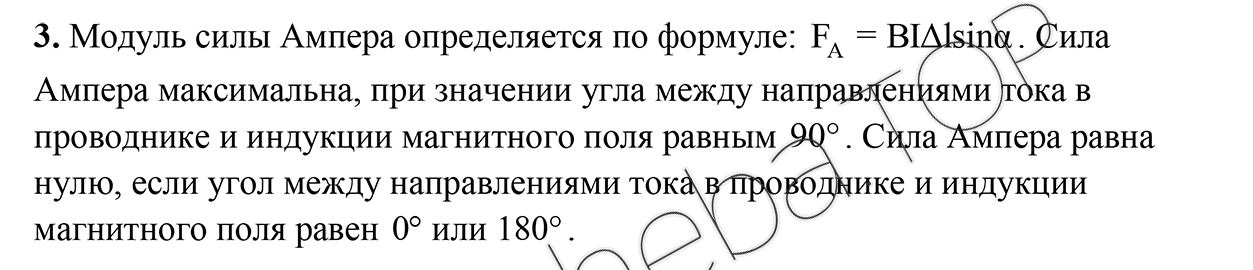 3. Модуль силы Ампера определяется по формуле: F_A = BIΔlsinα. Сила
Ампера максимальна, при значении угла между направлениями тока в
проводнике и индукции магнитного поля равным 90°. Сила Ампера равна
нулю, если угол между направлениями тока в проводнике и индукции
магнитного поля равен 0° или 180°.
heba TOP